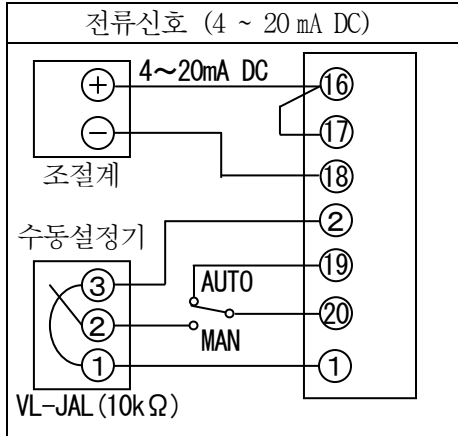 전류신호 (4 ~ 20 mA DC)
+ 4~20mA DC 16
17
− 18
조절계
2
수동설정기
19
3 AUTO
20
2 MAN
1 1
VL-JAL(10kΩ)